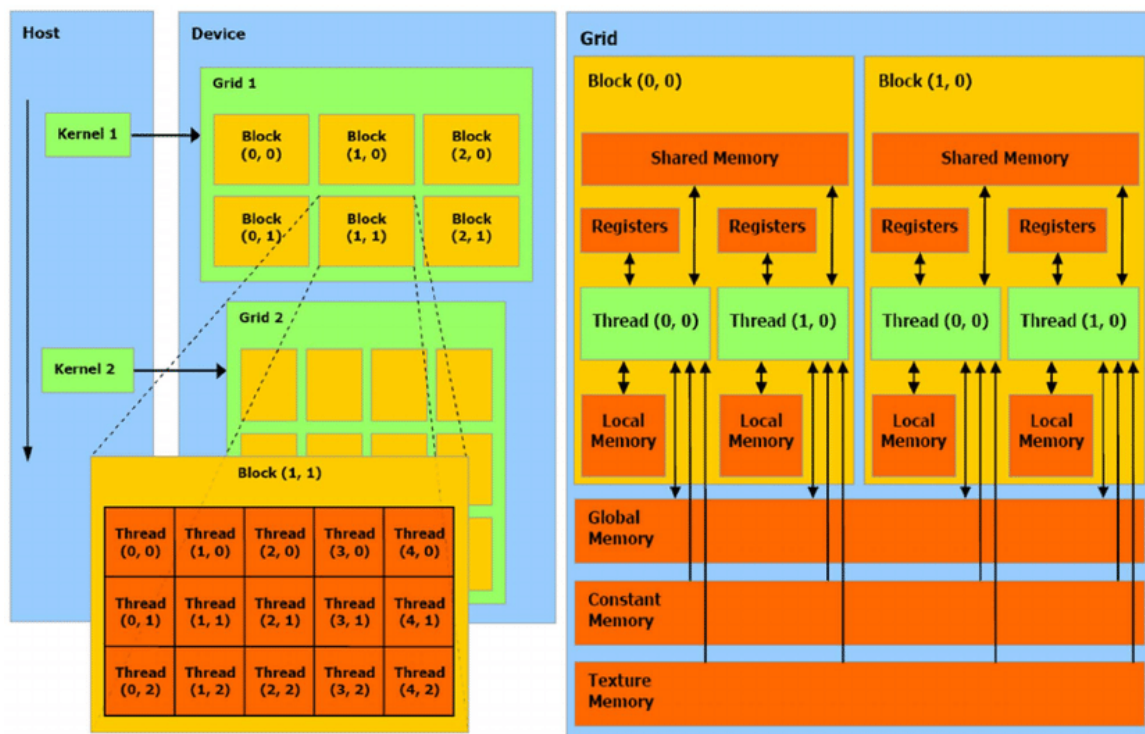 Host
Device
Grid 1
Kernel 1
Block
(0, 0)
Block
(1, 0)
Block
(2, 0)
Block
(0, 1)
Block
(1, 1)
Block
(2, 1)
Grid 2
Kernel 2
Block (1, 1)
Thread
(0, 0)
Thread
(1, 0)
Thread
(2, 0)
Thread
(3, 0)
Thread
(4, 0)
Thread
(0, 1)
Thread
(1, 1)
Thread
(2, 1)
Thread
(3, 1)
Thread
(4, 1)
Thread
(0, 2)
Thread
(1, 2)
Thread
(2, 2)
Thread
(3, 2)
Thread
(4, 2)
Grid
Block (0, 0)
Shared Memory
Registers
Registers
Thread (0, 0)
Thread (1, 0)
Local
Memory
Local
Memory
Block (1, 0)
Shared Memory
Registers
Registers
Thread (0, 0)
Thread (1, 0)
Local
Memory
Local
Memory
Global
Memory
Constant
Memory
Texture
Memory